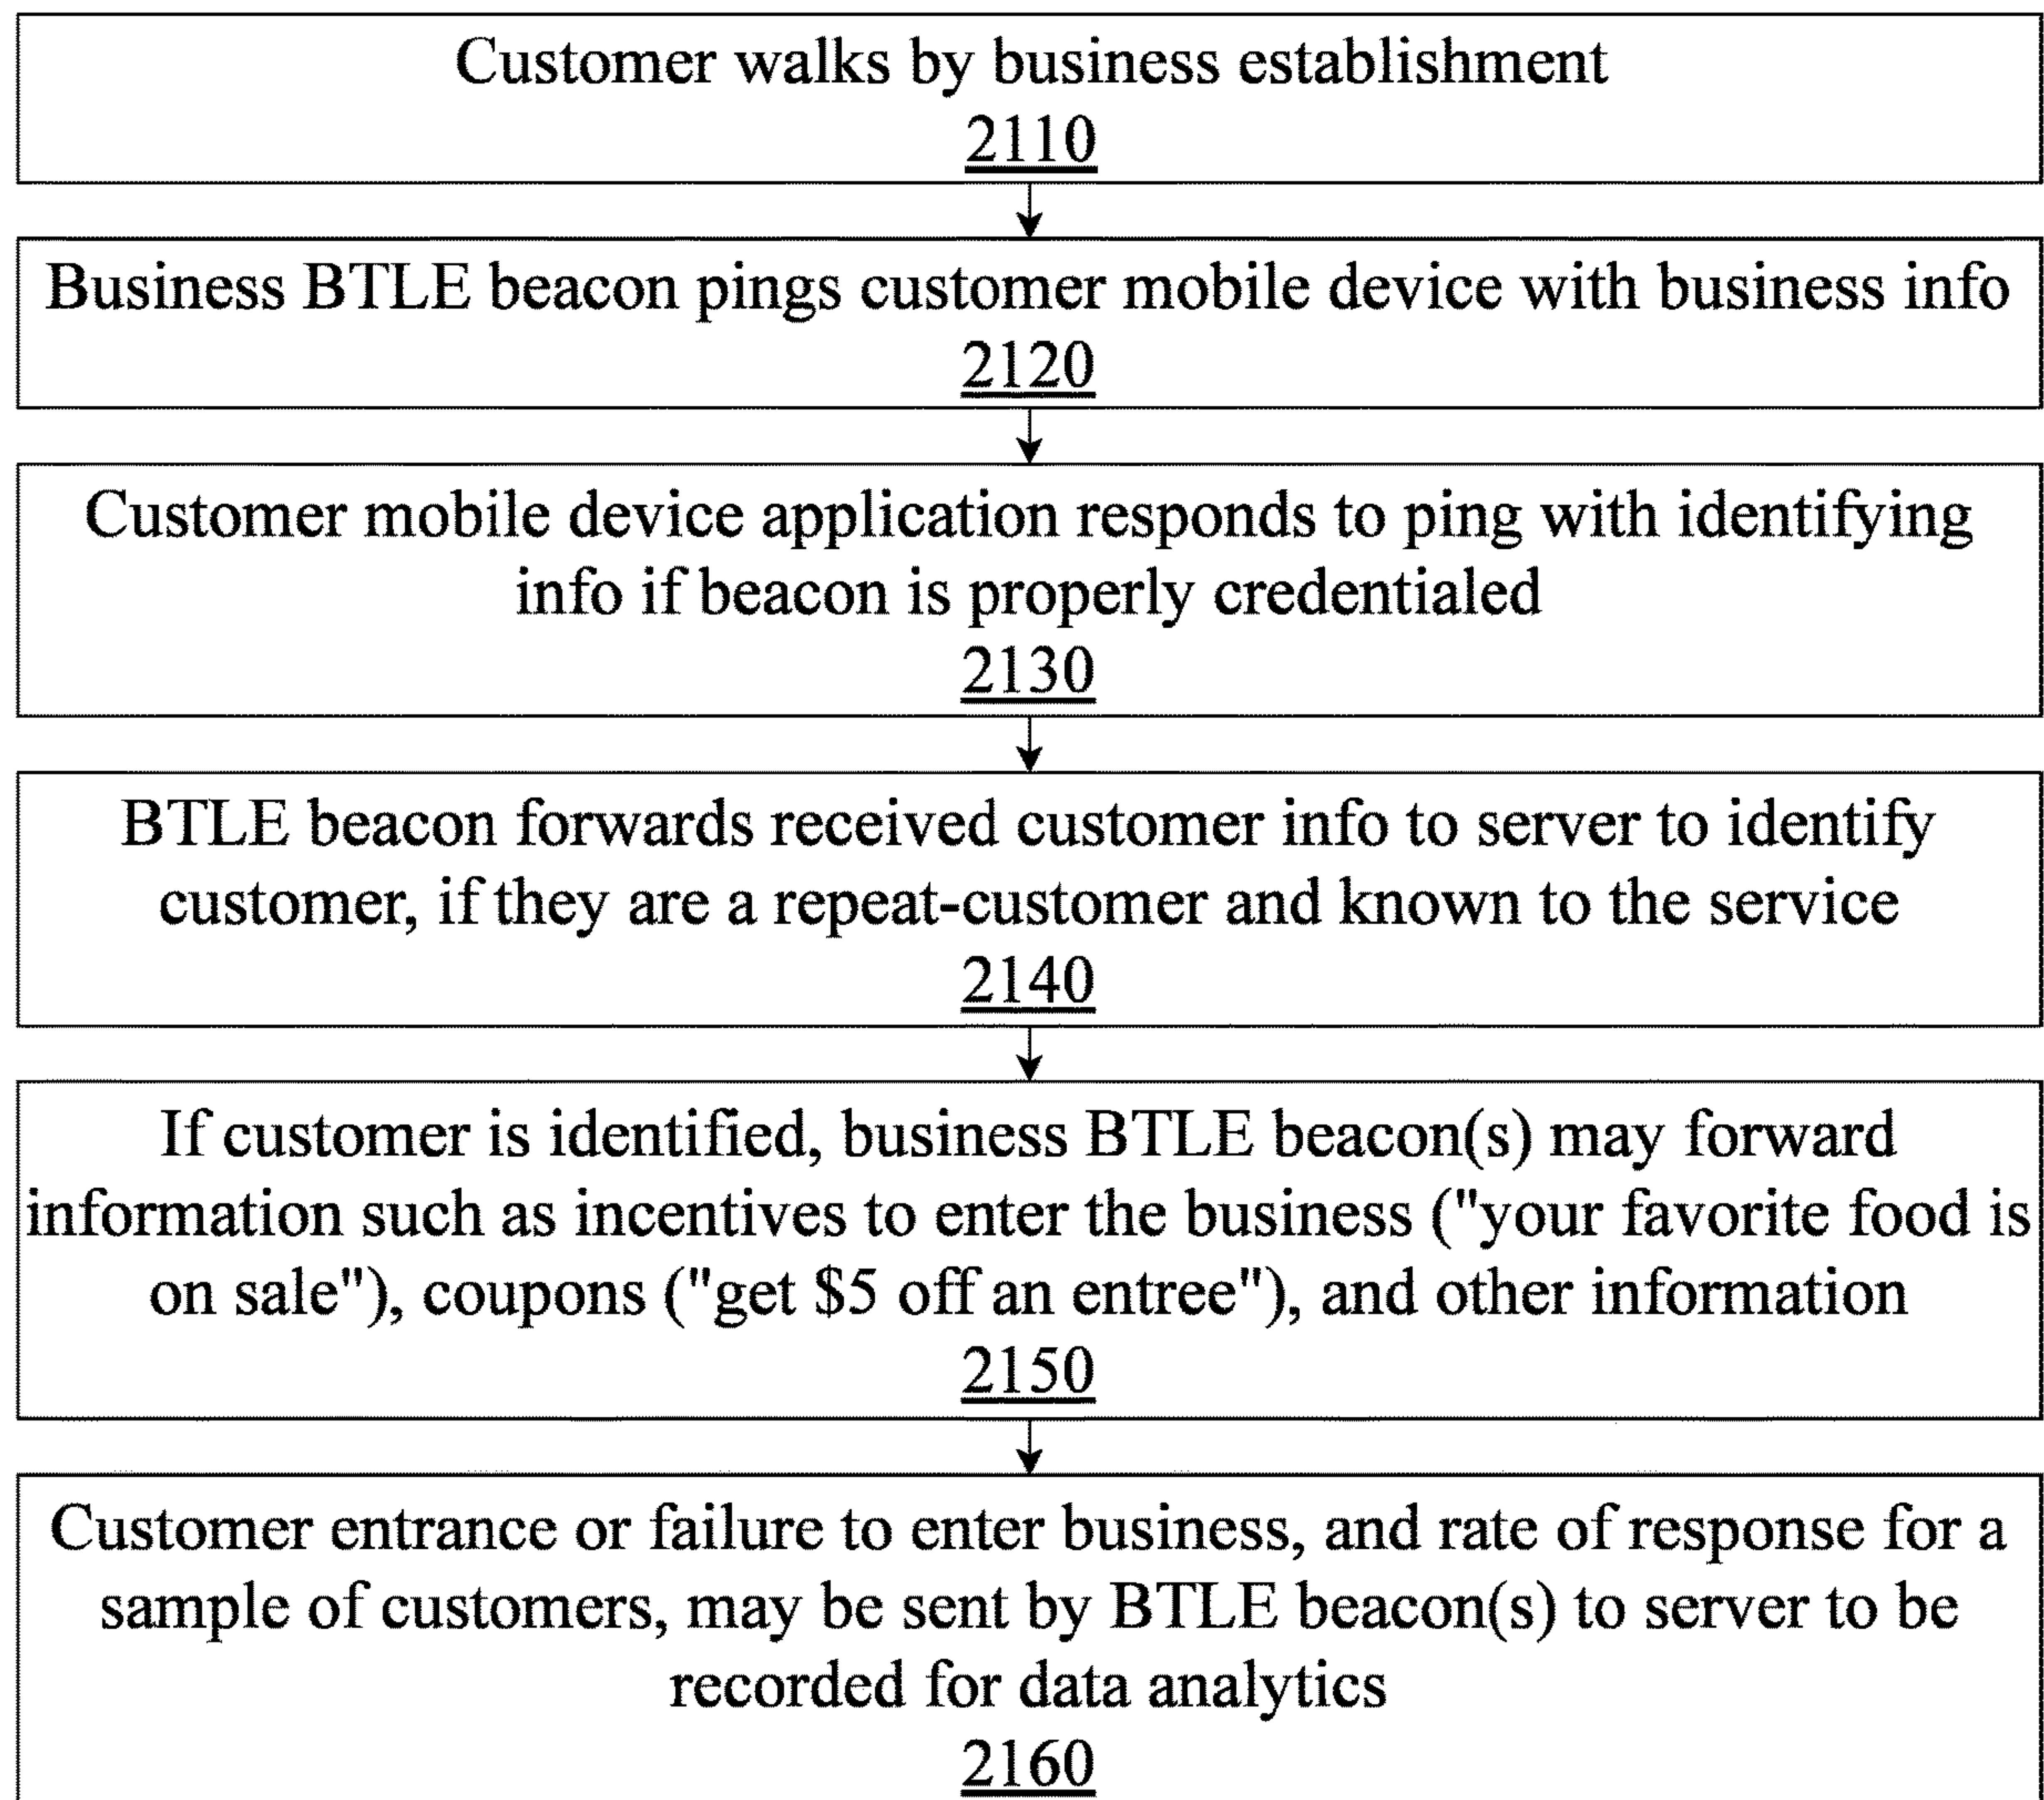 Customer walks by business establishment
2110
Business BTLE beacon pings customer mobile device with business info
2120
Customer mobile device application responds to ping with identifying
info if beacon is properly credentialed
2130
BTLE beacon forwards received customer info to server to identify
customer, if they are a repeat-customer and known to the service
2140
If customer is identified, business BTLE beacon(s) may forward
information such as incentives to enter the business ("your favorite food is
on sale"), coupons ("get $5 off an entree"), and other information
2150
Customer entrance or failure to enter business, and rate of response for a
sample of customers, may be sent by BTLE beacon(s) to server to be
recorded for data analytics
2160